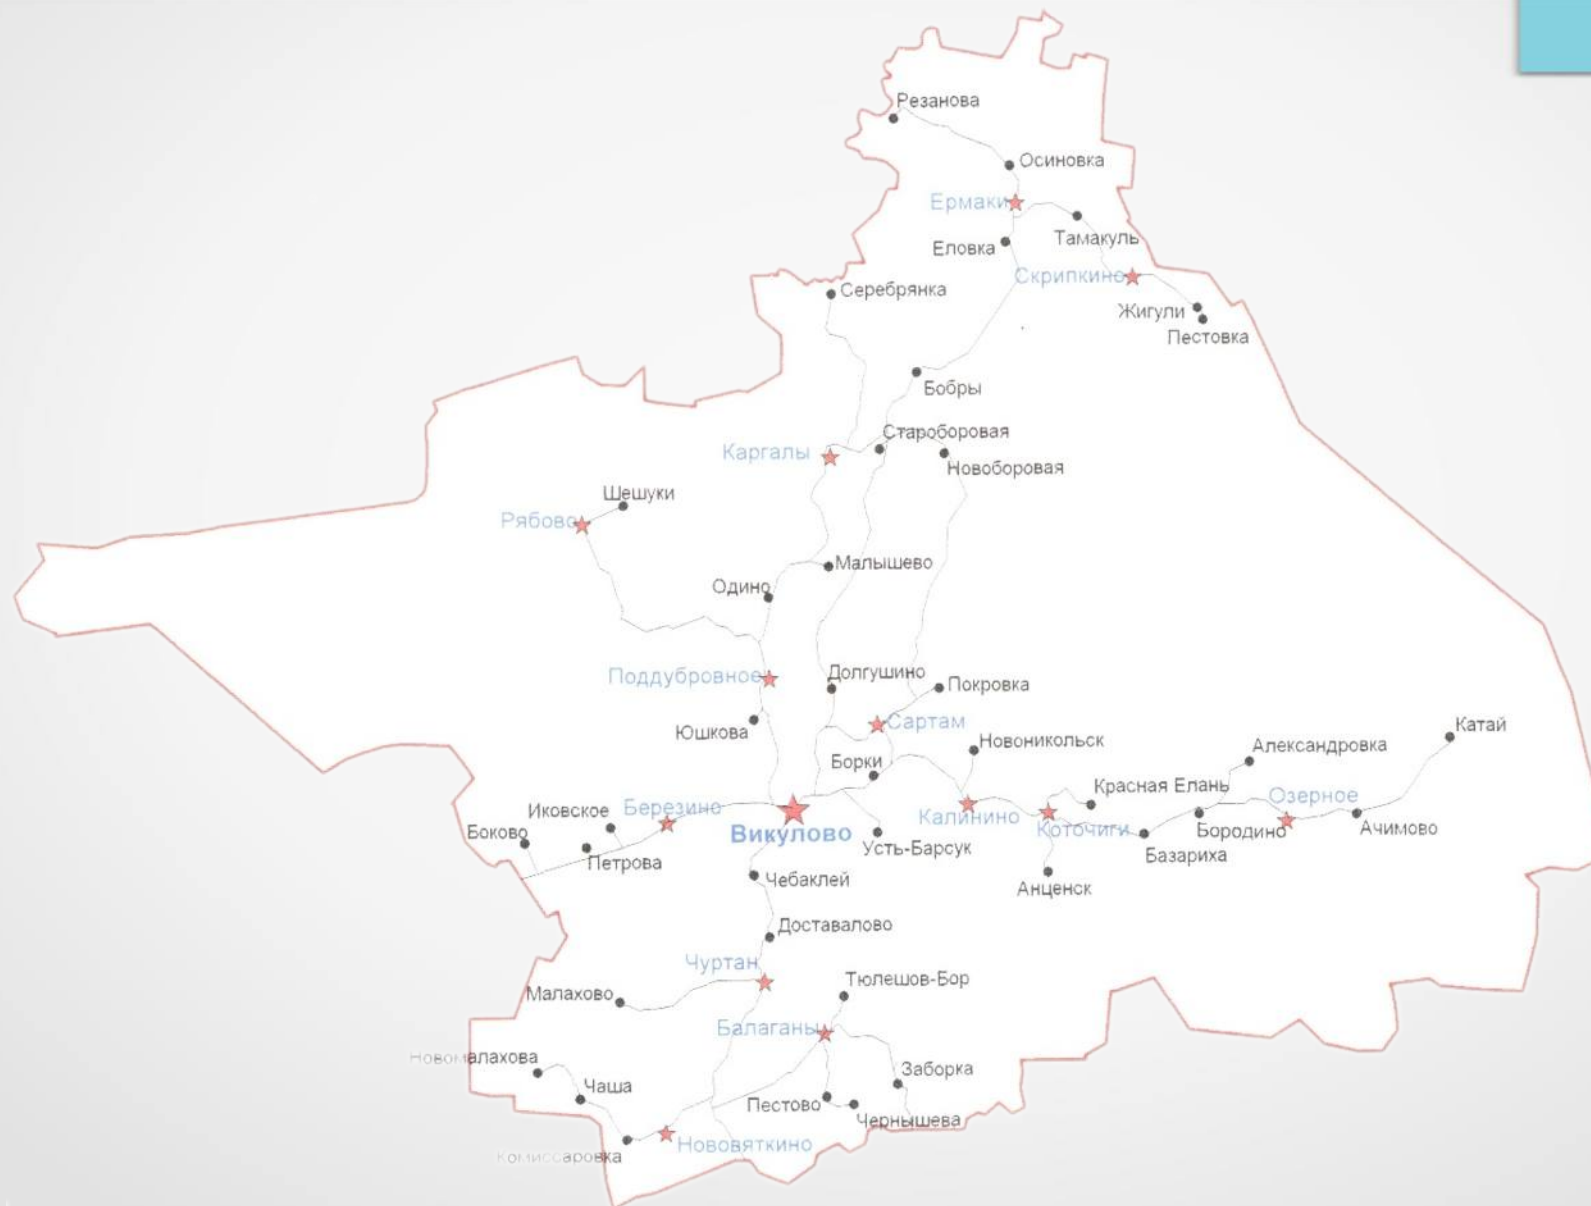 Резанова
Осиновка
Ермаки
Тамакуль
Еловка
Скрипкино
Серебрянка
Жигули
Пестовка
Бобры
Староборовая
Каргалы
Новоборовая
Шешуки
Рябово
Малышево
Одино
Поддубровное
Долгушино
Покровка
Сартам
Юшкова
Катай
Новоникольск
Александровка
Борки
Красная Елань
Озерное
Иковское
Березино
Калинино
Боково
Викулово
Коточиги
Бородино
Ачимово
Усть-Барсук
Базариха
Петрова
Чебаклей
Анценск
Доставалово
Чуртан
Тюлешов-Бор
Малахово
Балаганы
Новомалахова
Заборка
Чаша
Пестово
Чернышева
Нововяткино
Комиссаровка